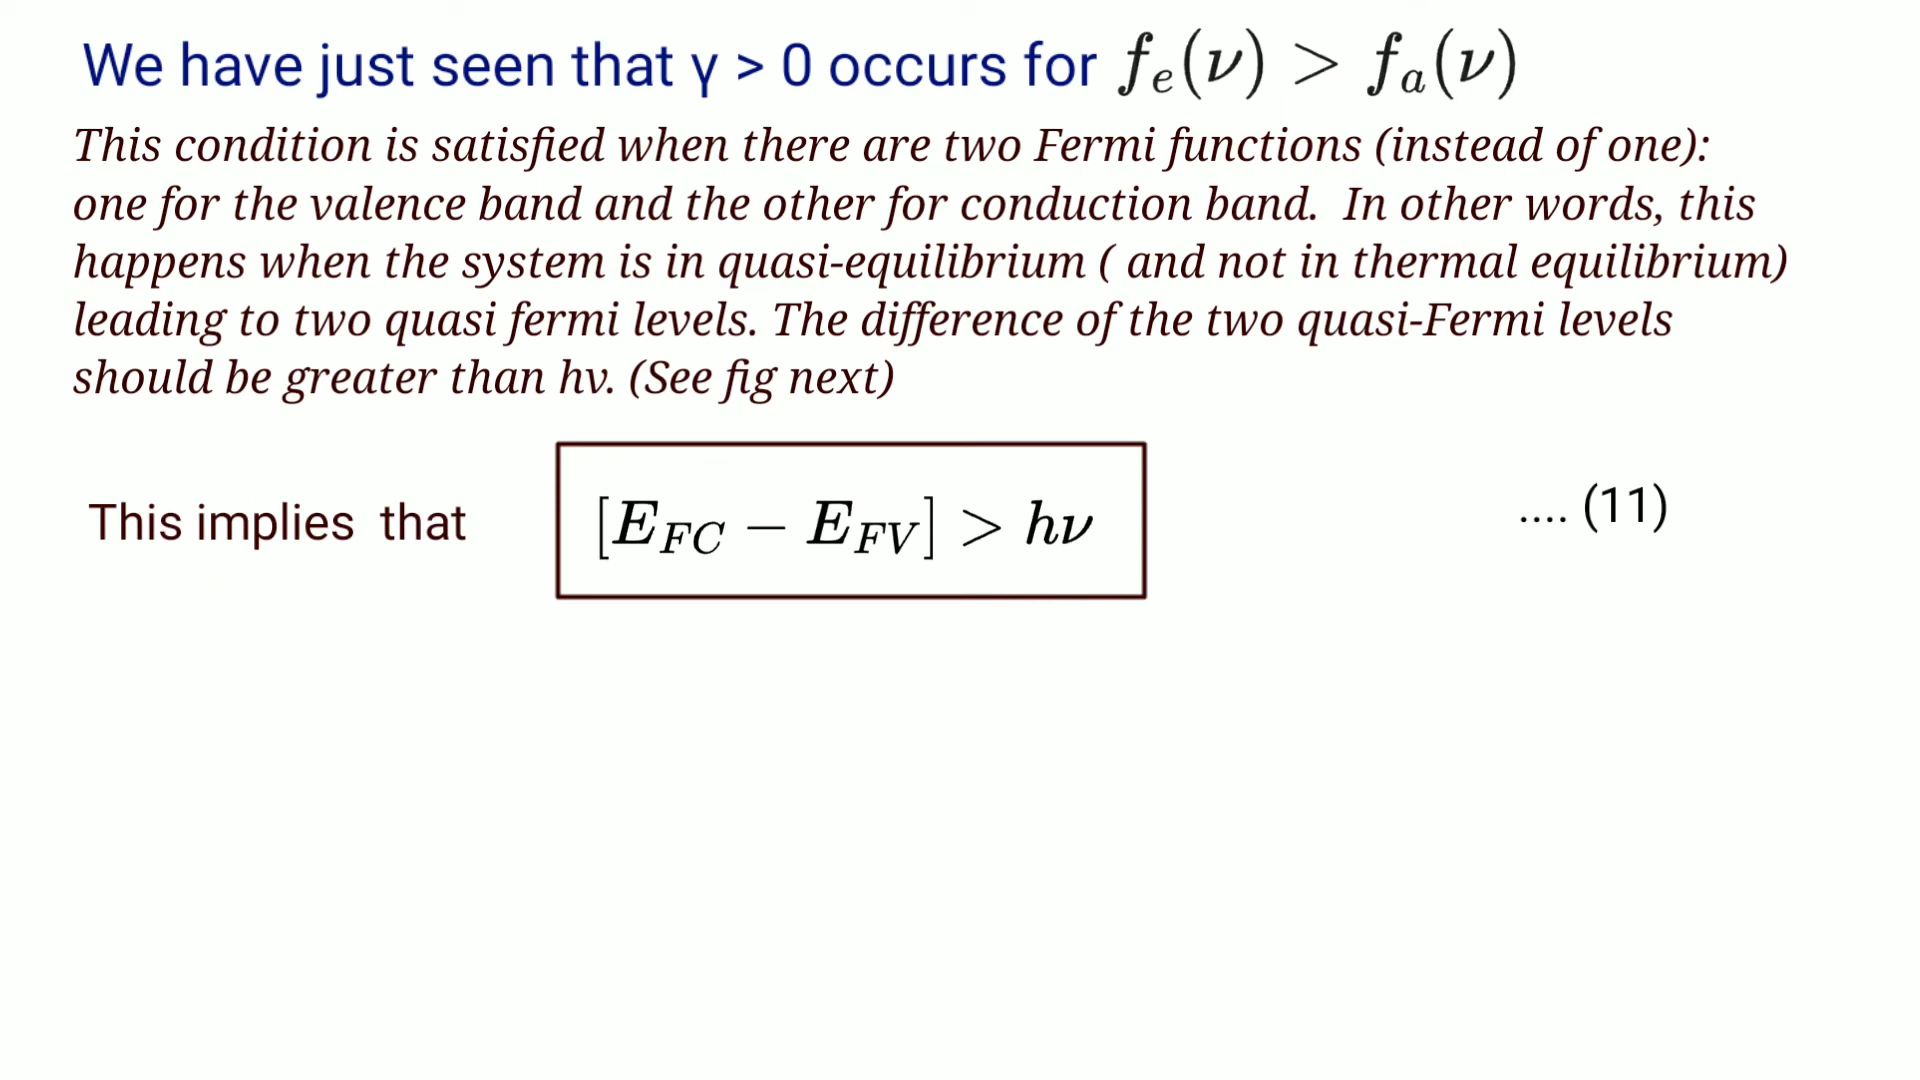 We have just seen that γ > 0 occurs for fₑ(ν) > fₐ(ν)
This condition is satisfied when there are two Fermi functions (instead of one):
one for the valence band and the other for conduction band. In other words, this
happens when the system is in quasi-equilibrium ( and not in thermal equilibrium)
leading to two quasi fermi levels. The difference of the two quasi-Fermi levels
should be greater than hν. (See fig next)
This implies that [E_{FC} − E_{FV}] > hν .... (11)